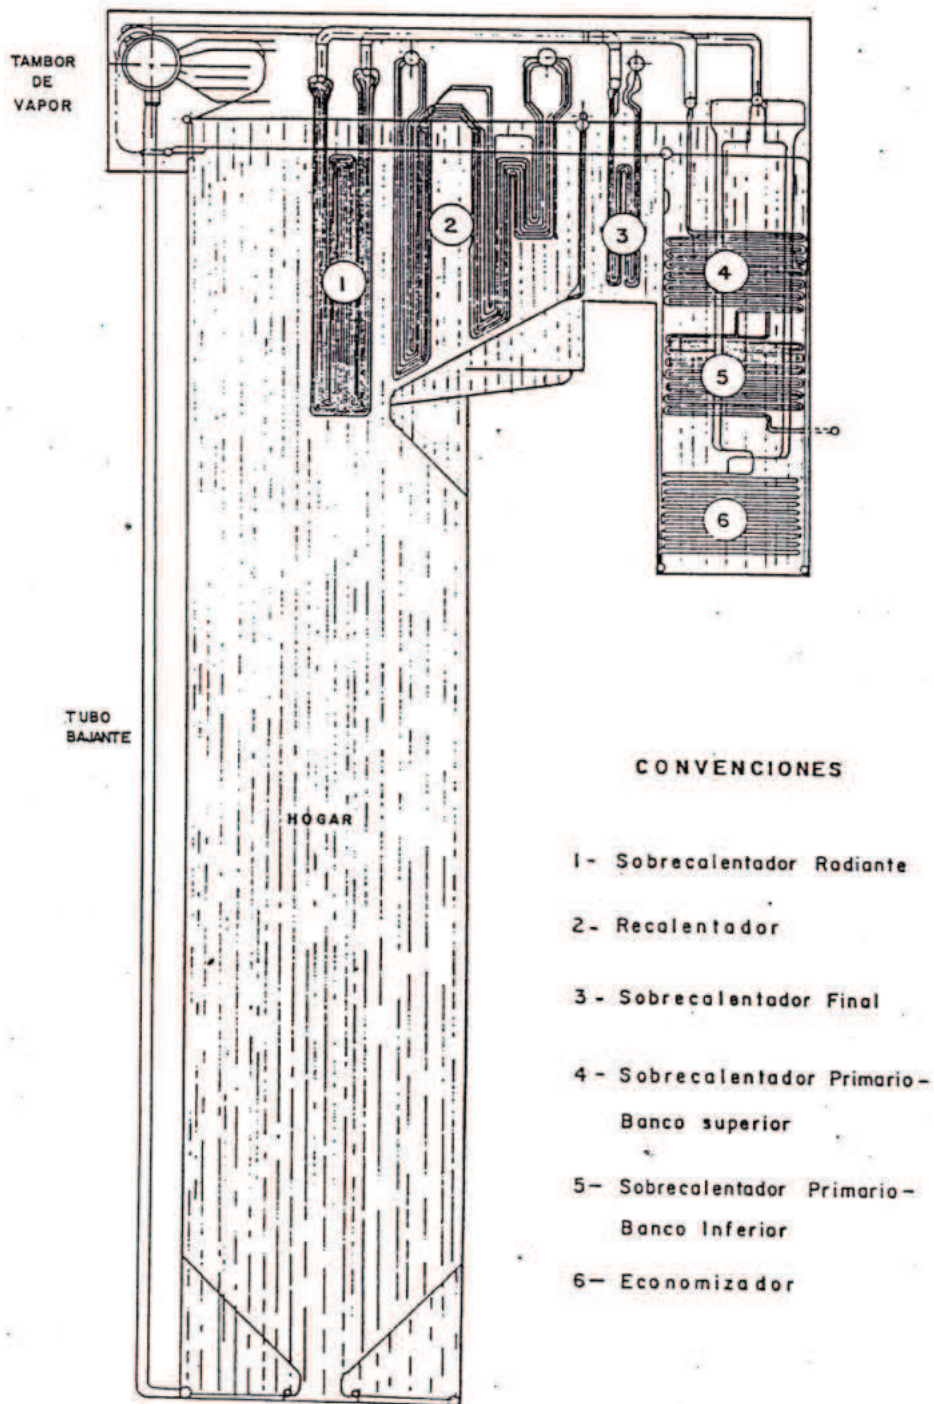 TAMBOR
DE
VAPOR
1
2
3
4
5
6
TUBO
BAJANTE
HOGAR
CONVENCIONES
1- Sobrecalentador Radiante
2- Recalentador
3- Sobrecalentador Final
4- Sobrecalentador Primario-
Banco superior
5- Sobrecalentador Primario-
Banco Inferior
6- Economizador